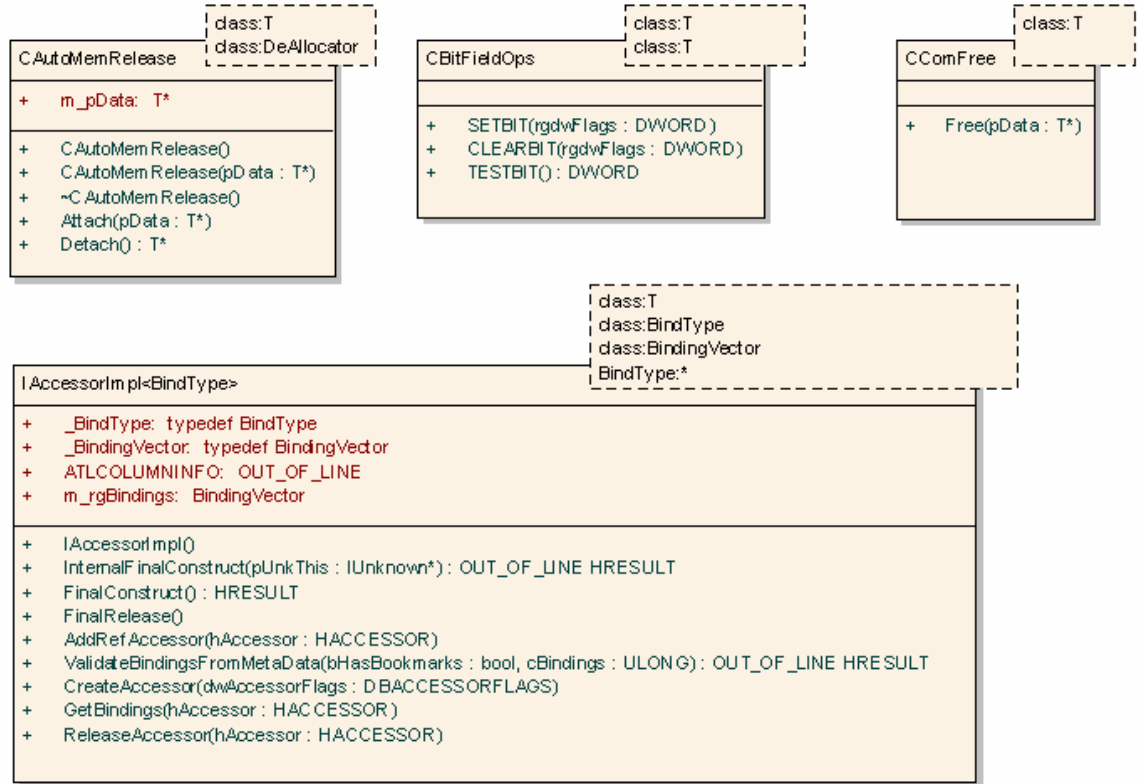 class:T
class:DeAllocator
CAutoMemRelease
+ m_pData: T*
+ CAutoMemRelease()
+ CAutoMemRelease(pData : T*)
+ ~CAutoMemRelease()
+ Attach(pData : T*)
+ Detach() : T*
class:T
class:T
CBitFieldOps
+ SETBIT(rgdwFlags : DWORD)
+ CLEARBIT(rgdwFlags : DWORD)
+ TESTBIT() : DWORD
class:T
CComFree
+ Free(pData : T*)
class:T
class:BindType
class:BindingVector
BindType:*
IAccessorImpl<BindType>
+ _BindType: typedef BindType
+ _BindingVector: typedef BindingVector
+ ATLCOLUMNINFO: OUT_OF_LINE
+ m_rgBindings: BindingVector
+ IAccessorImpl()
+ InternalFinalConstruct(pUnkThis : IUnknown*) : OUT_OF_LINE HRESULT
+ FinalConstruct() : HRESULT
+ FinalRelease()
+ AddRefAccessor(hAccessor : HACCESSOR)
+ ValidateBindingsFromMetaData(bHasBookmarks : bool, cBindings : ULONG) : OUT_OF_LINE HRESULT
+ CreateAccessor(dwAccessorFlags : DBACCESSORFLAGS)
+ GetBindings(hAccessor : HACCESSOR)
+ ReleaseAccessor(hAccessor : HACCESSOR)